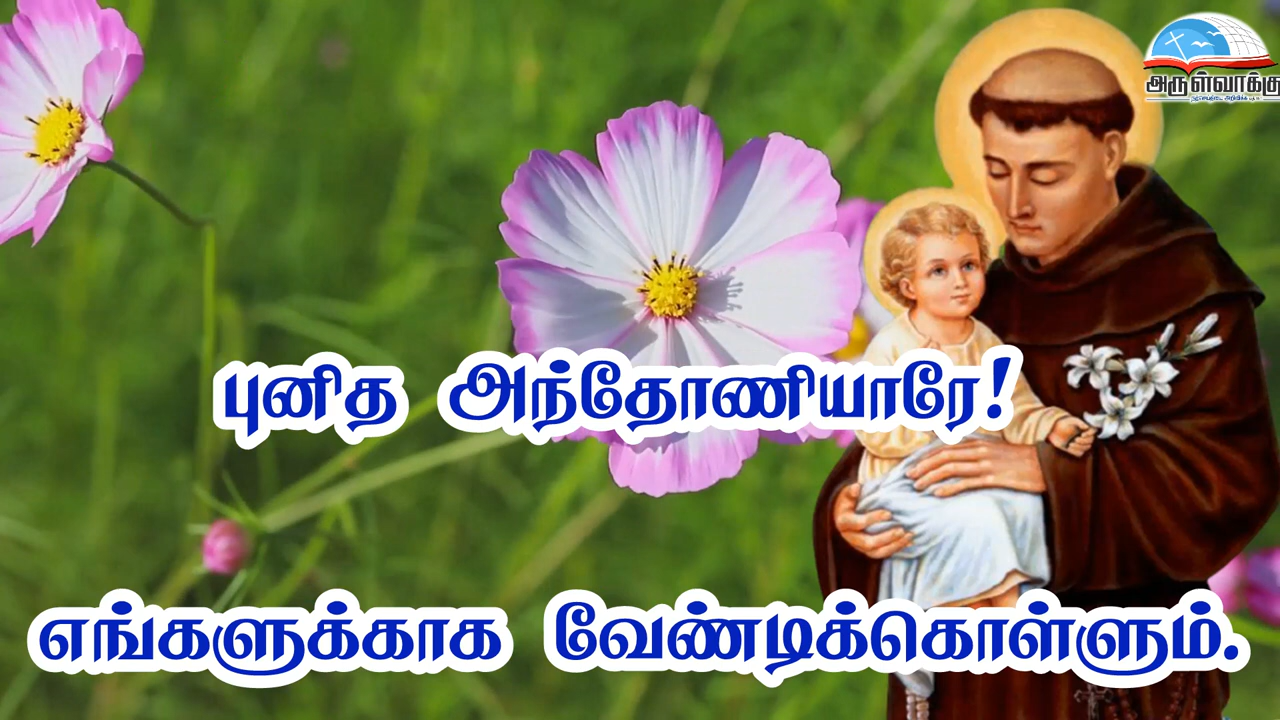 அருள்வாக்கு
புனித அந்தோணியாரே!
எங்களுக்காக வேண்டிக்கொள்ளும்.